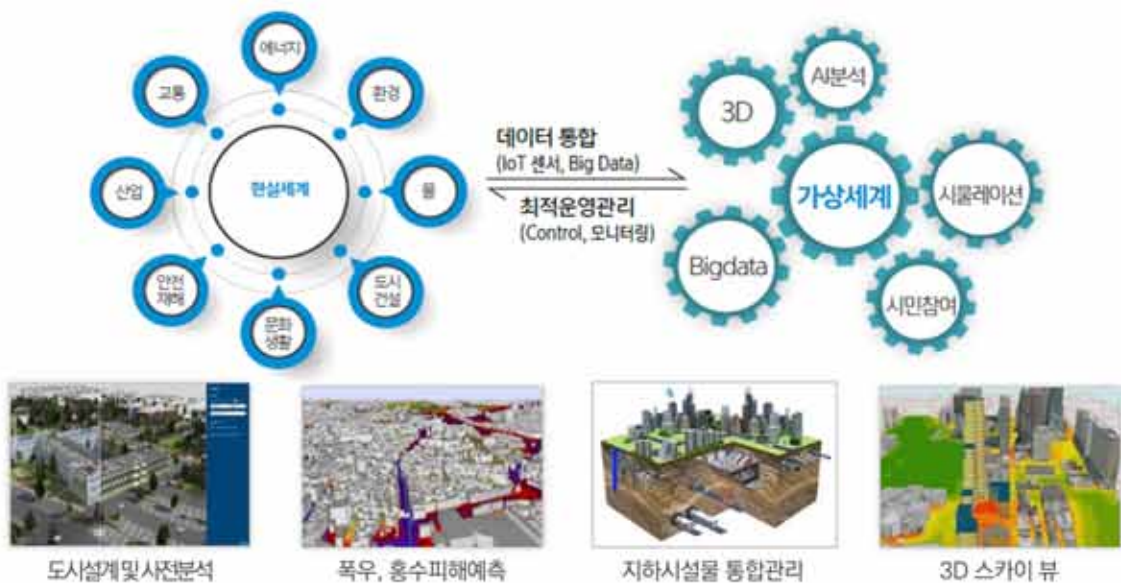 에너지
교통
환경
산업
현실세계
물
안전
재해
도시
건설
문화
생활
데이터 통합
(IoT 센서, Big Data)
최적운영관리
(Control, 모니터링)
AI분석
3D
가상세계
시뮬레이션
Bigdata
시민참여
도시설계 및 사전분석
폭우, 홍수피해예측
지하시설물 통합관리
3D 스카이 부